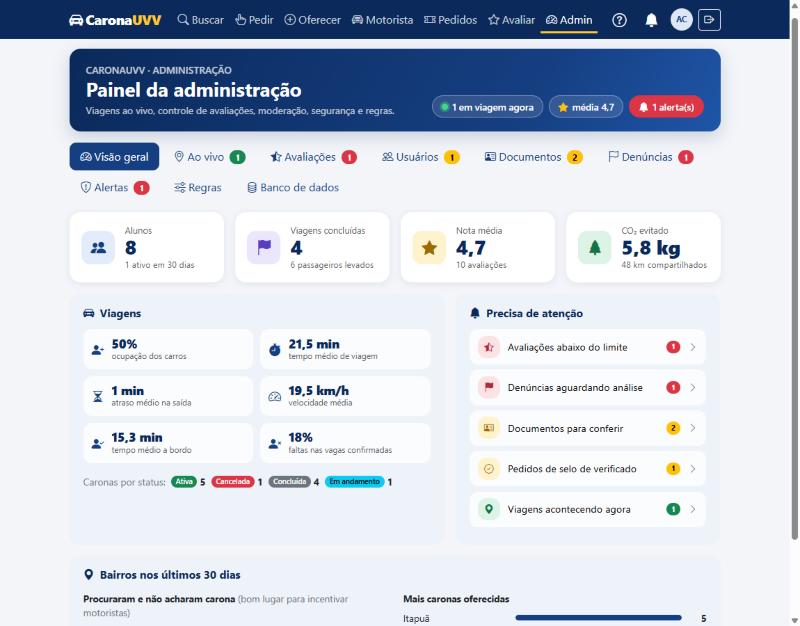 CaronaUVV Buscar Pedir Oferecer Motorista Pedidos Avaliar Admin AC
CARONAUVV · ADMINISTRAÇÃO
Painel da administração
Viagens ao vivo, controle de avaliações, moderação, segurança e regras.
1 em viagem agora média 4,7 1 alerta(s)
Visão geral Ao vivo 1 Avaliações 1 Usuários 1 Documentos 2 Denúncias 1
Alertas 1 Regras Banco de dados
Alunos
8
1 ativo em 30 dias
Viagens concluídas
4
6 passageiros levados
Nota média
4,7
10 avaliações
CO₂ evitado
5,8 kg
48 km compartilhados
Viagens
50%
ocupação dos carros
21,5 min
tempo médio de viagem
1 min
atraso médio na saída
19,5 km/h
velocidade média
15,3 min
tempo médio a bordo
18%
faltas nas vagas confirmadas
Caronas por status: Ativa 5 Cancelada 1 Concluída 4 Em andamento 1
Precisa de atenção
Avaliações abaixo do limite 1
Denúncias aguardando análise 1
Documentos para conferir 2
Pedidos de selo de verificado 1
Viagens acontecendo agora 1
Bairros nos últimos 30 dias
Procuraram e não acharam carona (bom lugar para incentivar
motoristas)
Mais caronas oferecidas
Itapuã 5